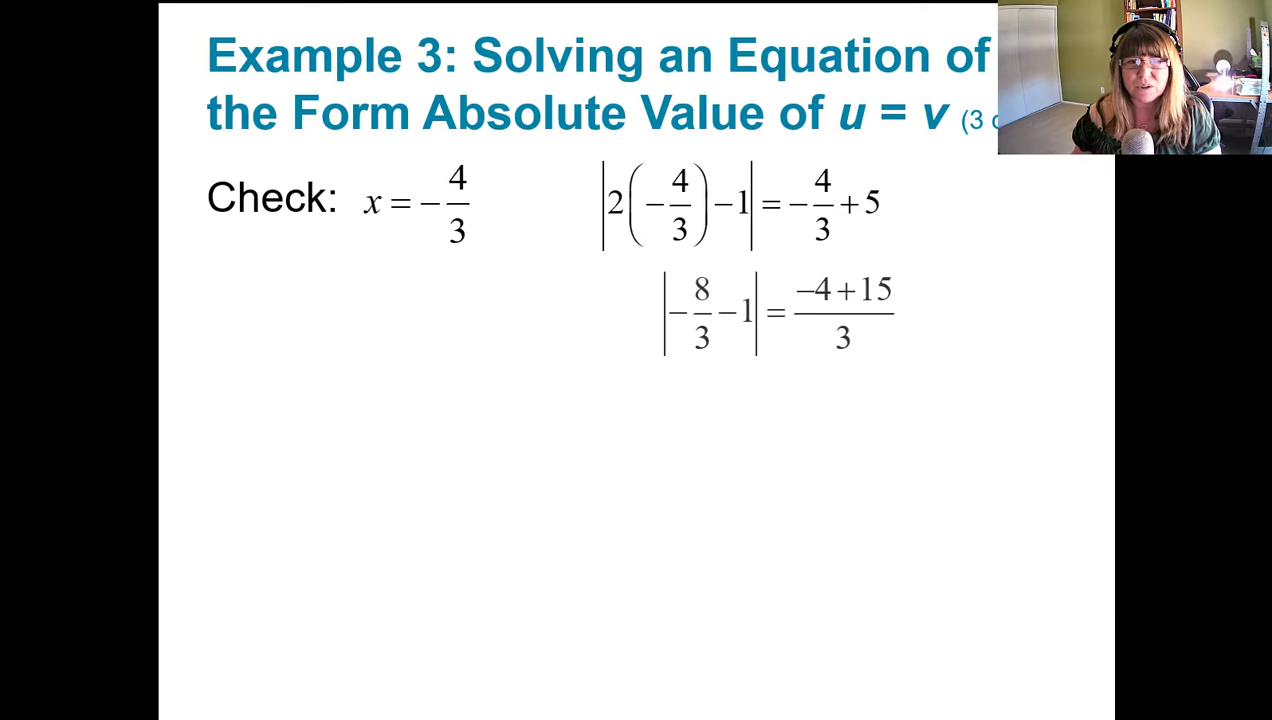 Example 3: Solving an Equation of
the Form Absolute Value of u = v (3
Check: x = −4/3 |2(−4/3) − 1| = −4/3 + 5
|−8/3 − 1| = (−4 + 15)/3